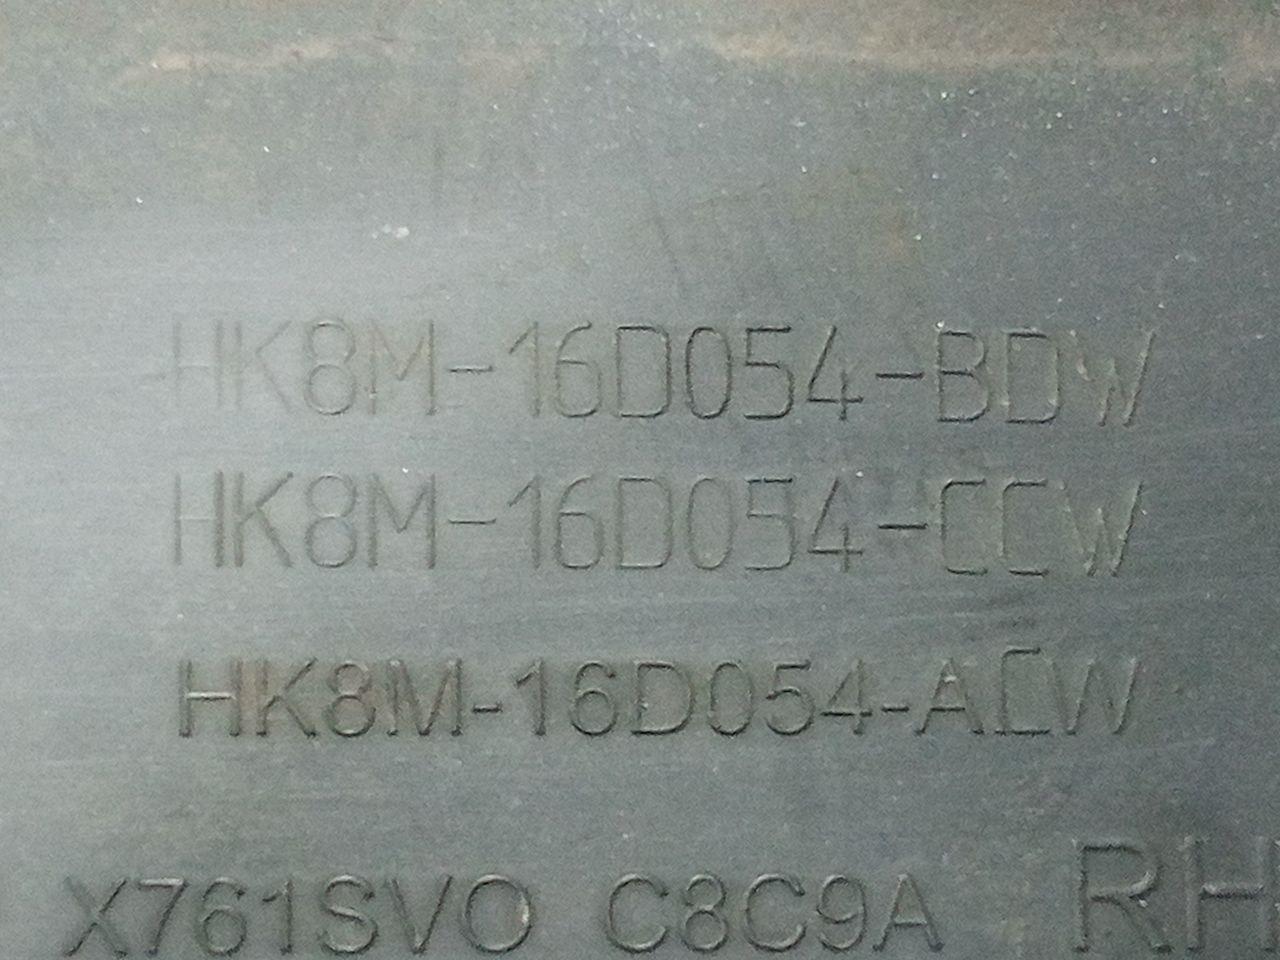 HK8M-16D054-BDW
HK8M-16D054-CCW
HK8M-16D054-ACW
X761SVO C8C9A RH